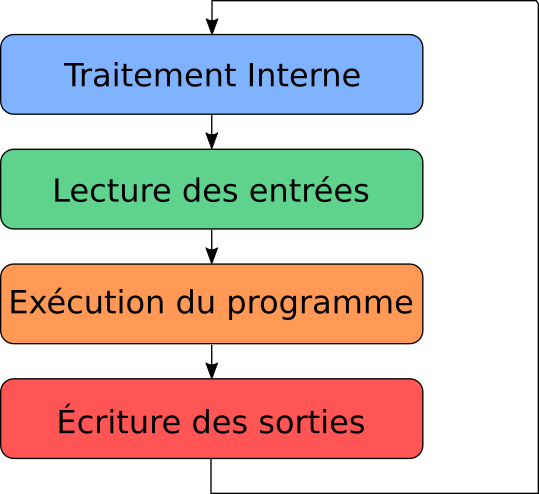 Traitement Interne
Lecture des entrées
Exécution du programme
Écriture des sorties